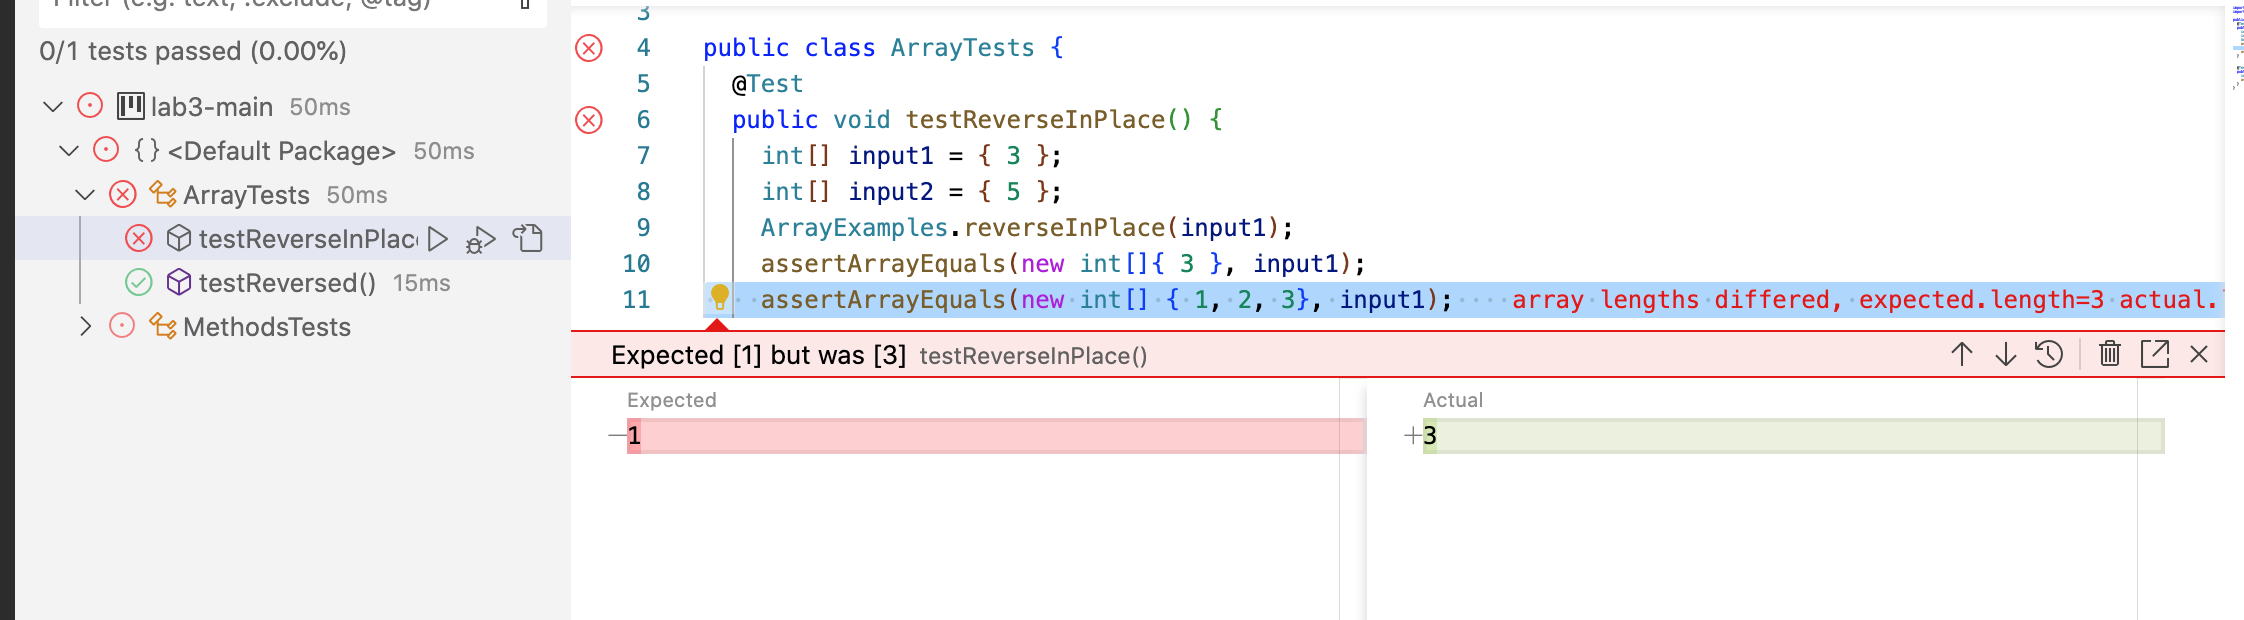 Filter (e.g. text, !exclude, @tag)
0/1 tests passed (0.00%)
lab3-main 50ms
{} <Default Package> 50ms
ArrayTests 50ms
testReverseInPlac
testReversed() 15ms
MethodsTests
3
4 public class ArrayTests {
5 @Test
6 public void testReverseInPlace() {
7 int[] input1 = { 3 };
8 int[] input2 = { 5 };
9 ArrayExamples.reverseInPlace(input1);
10 assertArrayEquals(new int[]{ 3 }, input1);
11 assertArrayEquals(new int[] { 1, 2, 3}, input1); array lengths differed, expected.length=3 actual.
Expected [1] but was [3] testReverseInPlace()
Expected
—1
Actual
+3